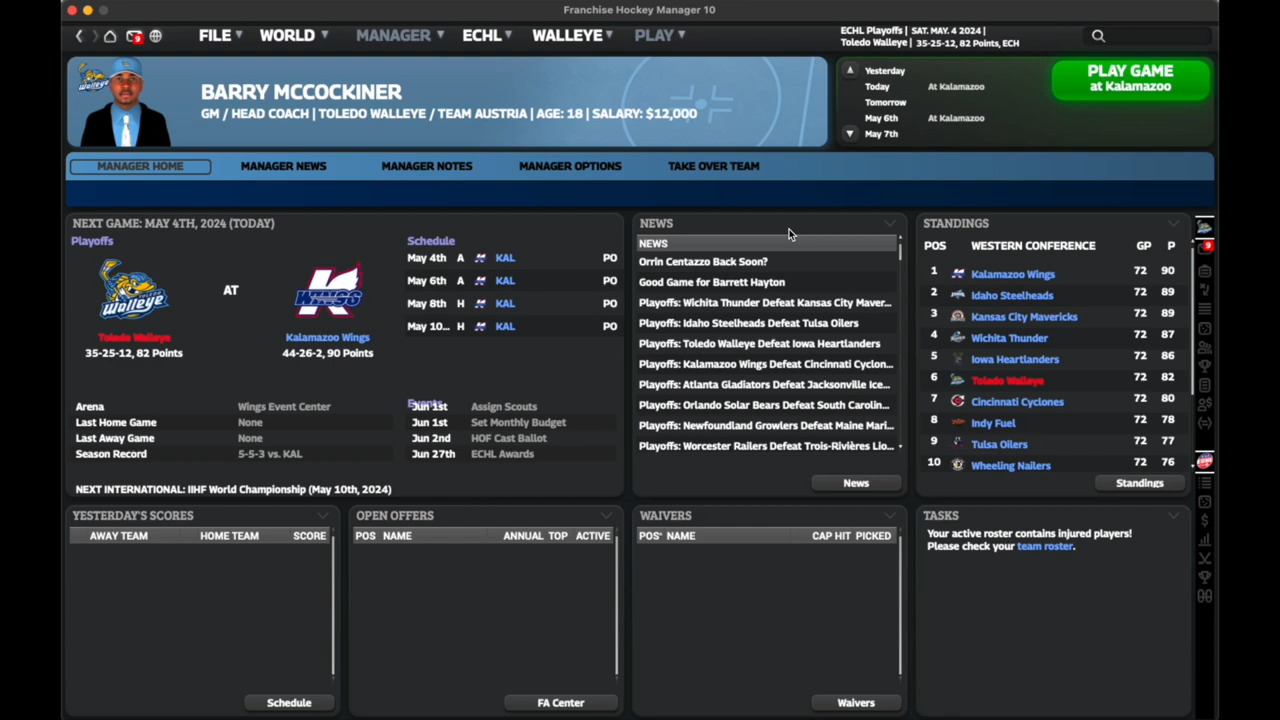 Franchise Hockey Manager 10
FILE WORLD MANAGER ECHL WALLEYE PLAY
ECHL Playoffs | SAT. MAY. 4 2024 |
Toledo Walleye | 35-25-12, 82 Points, ECH
9
Walleye
BARRY MCCOCKINER
GM / HEAD COACH | TOLEDO WALLEYE / TEAM AUSTRIA | AGE: 18 | SALARY: $12,000
Yesterday
Today At Kalamazoo
Tomorrow
May 6th At Kalamazoo
May 7th
PLAY GAME
at Kalamazoo
MANAGER HOME MANAGER NEWS MANAGER NOTES MANAGER OPTIONS TAKE OVER TEAM
NEXT GAME: MAY 4TH, 2024 (TODAY)
Playoffs
Walleye
AT
WINGS
Toledo Walleye
35-25-12, 82 Points
Kalamazoo Wings
44-26-2, 90 Points
Schedule
May 4th A KAL PO
May 6th A KAL PO
May 8th H KAL PO
May 10... H KAL PO
Arena Wings Event Center
Last Home Game None
Last Away Game None
Season Record 5-5-3 vs. KAL
Events
Jun 1st Assign Scouts
Jun 1st Set Monthly Budget
Jun 2nd HOF Cast Ballot
Jun 27th ECHL Awards
NEXT INTERNATIONAL: IIHF World Championship (May 10th, 2024)
NEWS
NEWS
Orrin Centazzo Back Soon?
Good Game for Barrett Hayton
Playoffs: Wichita Thunder Defeat Kansas City Maver...
Playoffs: Idaho Steelheads Defeat Tulsa Oilers
Playoffs: Toledo Walleye Defeat Iowa Heartlanders
Playoffs: Kalamazoo Wings Defeat Cincinnati Cyclon...
Playoffs: Atlanta Gladiators Defeat Jacksonville Ice...
Playoffs: Orlando Solar Bears Defeat South Carolin...
Playoffs: Newfoundland Growlers Defeat Maine Mari...
Playoffs: Worcester Railers Defeat Trois-Rivières Lio...
News
STANDINGS
POS WESTERN CONFERENCE GP P
1 Kalamazoo Wings 72 90
2 Idaho Steelheads 72 89
3 Kansas City Mavericks 72 89
4 Wichita Thunder 72 87
5 Iowa Heartlanders 72 86
6 Toledo Walleye 72 82
7 Cincinnati Cyclones 72 80
8 Indy Fuel 72 78
9 Tulsa Oilers 72 77
10 Wheeling Nailers 72 76
Standings
9
YESTERDAY'S SCORES
AWAY TEAM HOME TEAM SCORE
Schedule
OPEN OFFERS
POS NAME ANNUAL TOP ACTIVE
FA Center
WAIVERS
POS NAME CAP HIT PICKED
Waivers
TASKS
Your active roster contains injured players!
Please check your team roster.